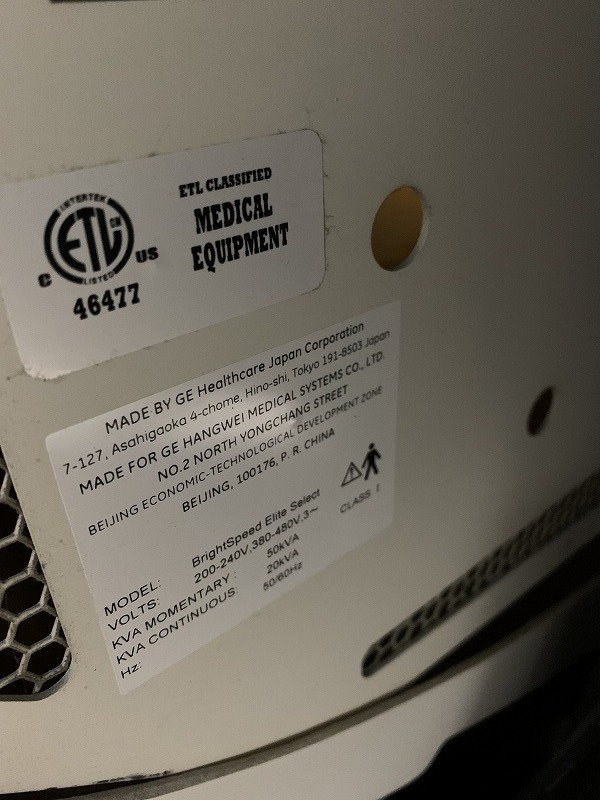 INTERTEK
ETL CM
LISTED
C US
46477
ETL CLASSIFIED
MEDICAL
EQUIPMENT
MADE BY GE Healthcare Japan Corporation
7-127, Asahigaoka 4-chome, Hino-shi, Tokyo 191-8503 Japan
MADE FOR GE HANGWEI MEDICAL SYSTEMS CO., LTD.
NO.2 NORTH YONGCHANG STREET
BEIJING ECONOMIC-TECHNOLOGICAL DEVELOPMENT ZONE
BEIJING, 100176, P. R. CHINA
MODEL: BrightSpeed Elite Select
VOLTS: 200-240V,380-480V,3~
KVA MOMENTARY: 50kVA
KVA CONTINUOUS: 20kVA
Hz: 50/60Hz
CLASS I